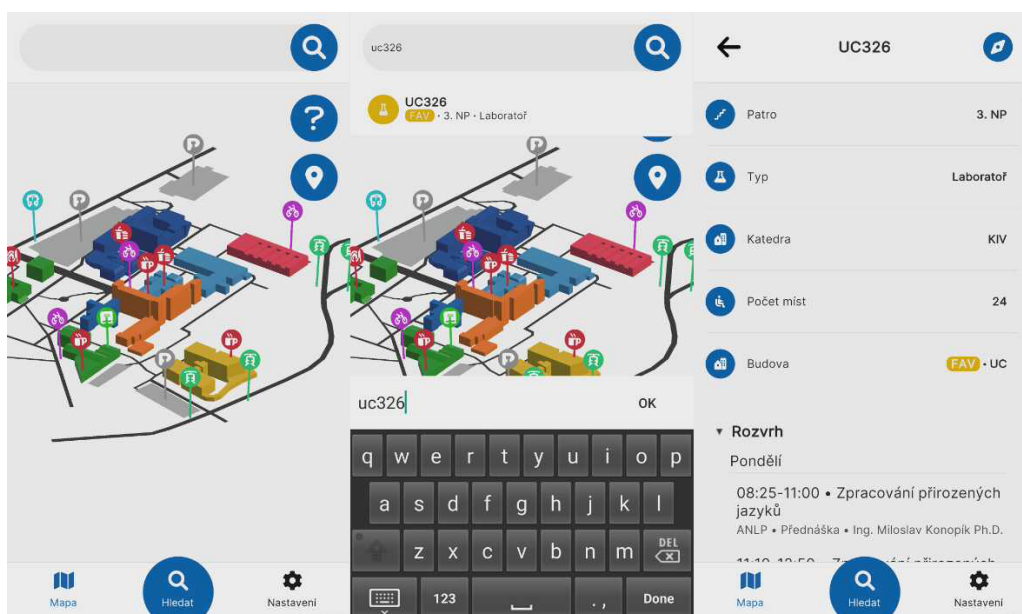 Mapa
Hledat
Nastavení
uc326
UC326
FAV • 3. NP • Laboratoř
uc326
OK
q w e r t y u i o p
a s d f g h j k l
z x c v b n m DEL
123 . , Done
UC326
Patro 3. NP
Typ Laboratoř
Katedra KIV
Počet míst 24
Budova FAV • UC
▾ Rozvrh
Pondělí
08:25-11:00 • Zpracování přirozených
jazyků
ANLP • Přednáška • Ing. Miloslav Konopík Ph.D.
Mapa
Hledat
Nastavení